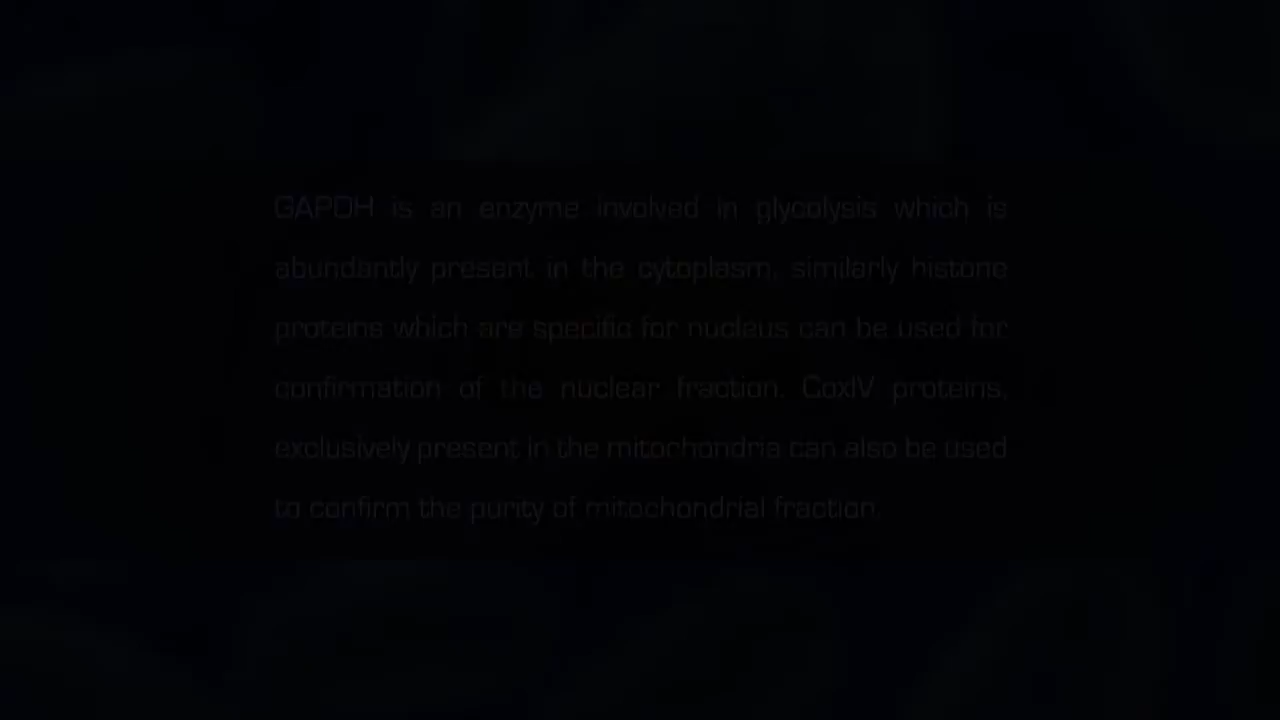 GAPDH is an enzyme involved in glycolysis which is
abundantly present in the cytoplasm, similarly histone
proteins which are specific for nucleus can be used for
confirmation of the nuclear fraction. CoxIV proteins,
exclusively present in the mitochondria can also be used
to confirm the purity of mitochondrial fraction.